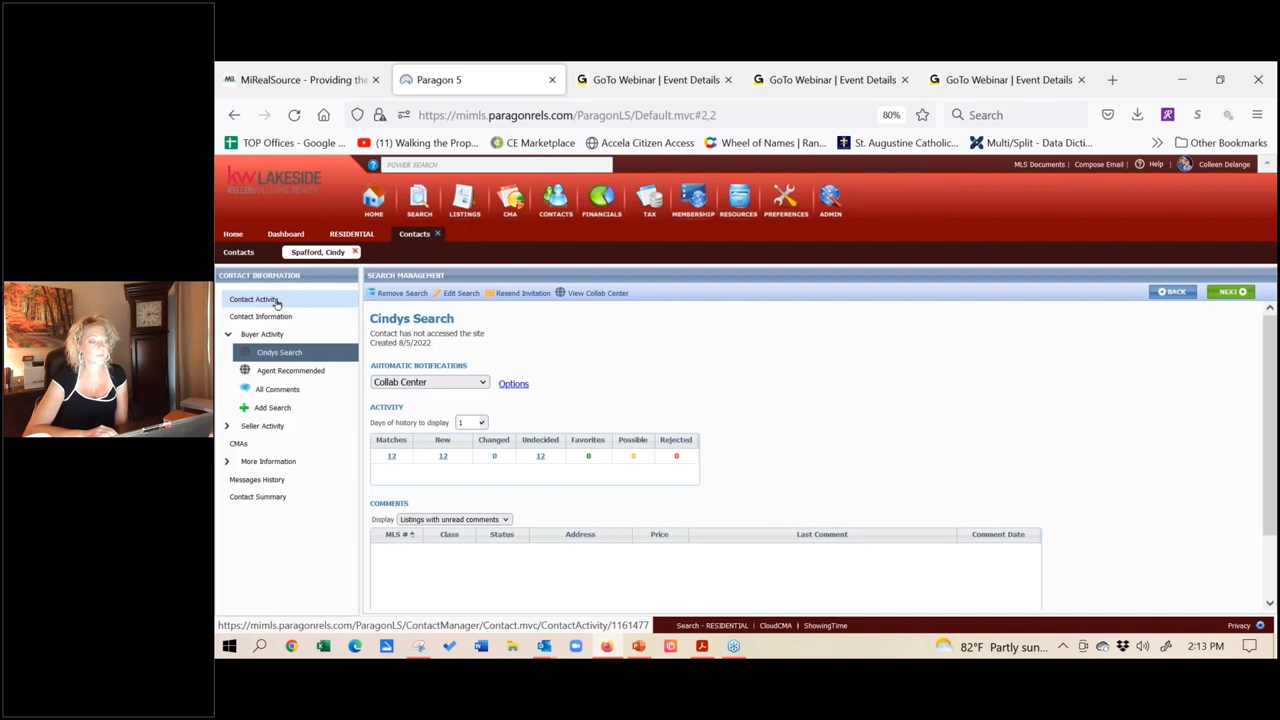 MiRealSource - Providing the
Paragon 5
GoTo Webinar | Event Details
GoTo Webinar | Event Details
GoTo Webinar | Event Details
https://mimls.paragonrels.com/ParagonLS/Default.mvc#2,2
80%
Search
TOP Offices - Google ...
(11) Walking the Prop...
CE Marketplace
Accela Citizen Access
Wheel of Names | Ran...
St. Augustine Catholic...
Multi/Split - Data Dicti...
Other Bookmarks
POWER SEARCH
MLS Documents
Compose Email
Help
Colleen Delange
kw LAKESIDE
KELLERWILLIAMS. REALTY
HOME
SEARCH
LISTINGS
CMA
CONTACTS
FINANCIALS
TAX
MEMBERSHIP
RESOURCES
PREFERENCES
ADMIN
Home
Dashboard
RESIDENTIAL
Contacts
Contacts
Spafford, Cindy
CONTACT INFORMATION
Contact Activity
Contact Information
Buyer Activity
Cindys Search
Agent Recommended
All Comments
Add Search
Seller Activity
CMAs
More Information
Messages History
Contact Summary
SEARCH MANAGEMENT
Remove Search
Edit Search
Resend Invitation
View Collab Center
BACK
NEXT
Cindys Search
Contact has not accessed the site
Created 8/5/2022
AUTOMATIC NOTIFICATIONS
Collab Center
Options
ACTIVITY
Days of history to display 1
Matches New Changed Undecided Favorites Possible Rejected
12 12 0 12 0 0 0
COMMENTS
Display Listings with unread comments
MLS # Class Status Address Price Last Comment Comment Date
https://mimls.paragonrels.com/ParagonLS/ContactManager/Contact.mvc/ContactActivity/1161477
Search - RESIDENTIAL
CloudCMA
ShowingTime
Privacy
82°F Partly sun...
2:13 PM